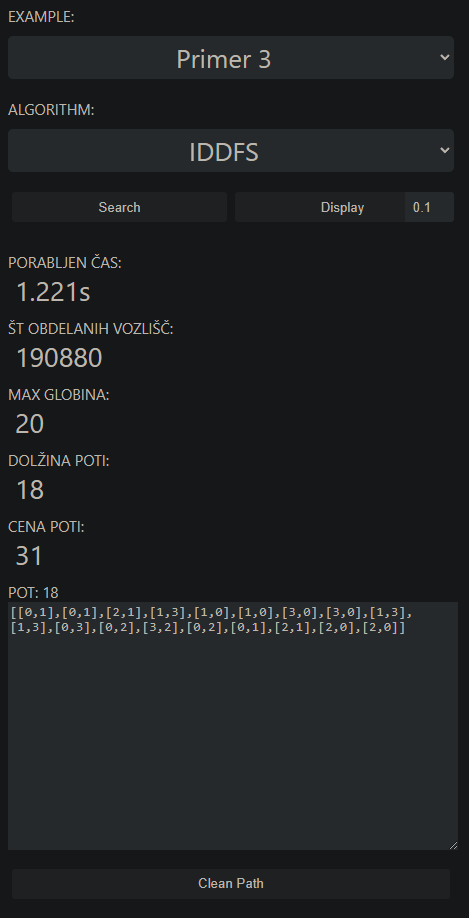 EXAMPLE:
Primer 3
ALGORITHM:
IDDFS
Search
Display
0.1
PORABLJEN ČAS:
1.221s
ŠT OBDELANIH VOZLIŠČ:
190880
MAX GLOBINA:
20
DOLŽINA POTI:
18
CENA POTI:
31
POT: 18
[[0,1],[0,1],[2,1],[1,3],[1,0],[1,0],[3,0],[3,0],[1,3],
[1,3],[0,3],[0,2],[3,2],[0,2],[0,1],[2,1],[2,0],[2,0]]
Clean Path